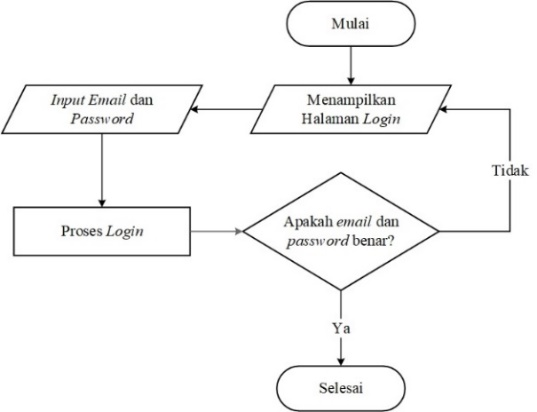 Mulai
Menampilkan
Halaman Login
Input Email dan
Password
Proses Login
Apakah email dan
password benar?
Tidak
Ya
Selesai